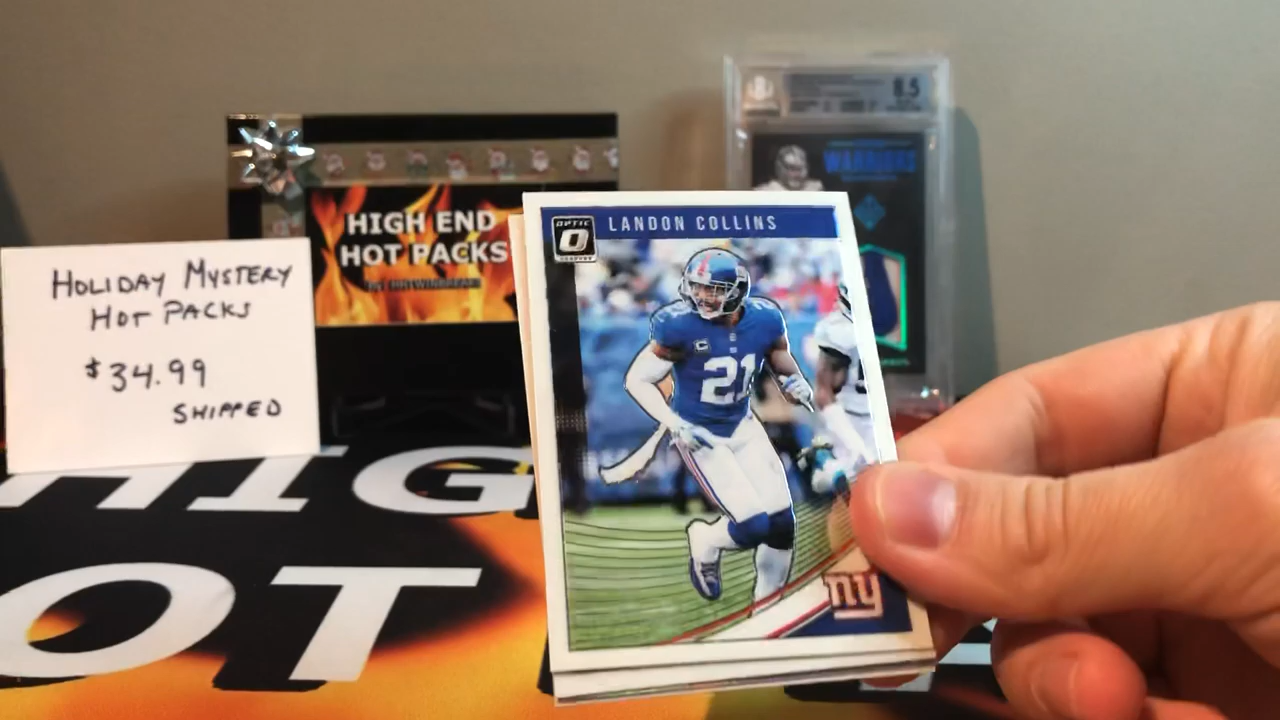 HOLIDAY MYSTERY
HOT PACKS
$34.99
SHIPPED
HIGH END
HOT PACKS
OPTIC
LANDON COLLINS
21
ny
8.5
WARRIORS
HIG
OT